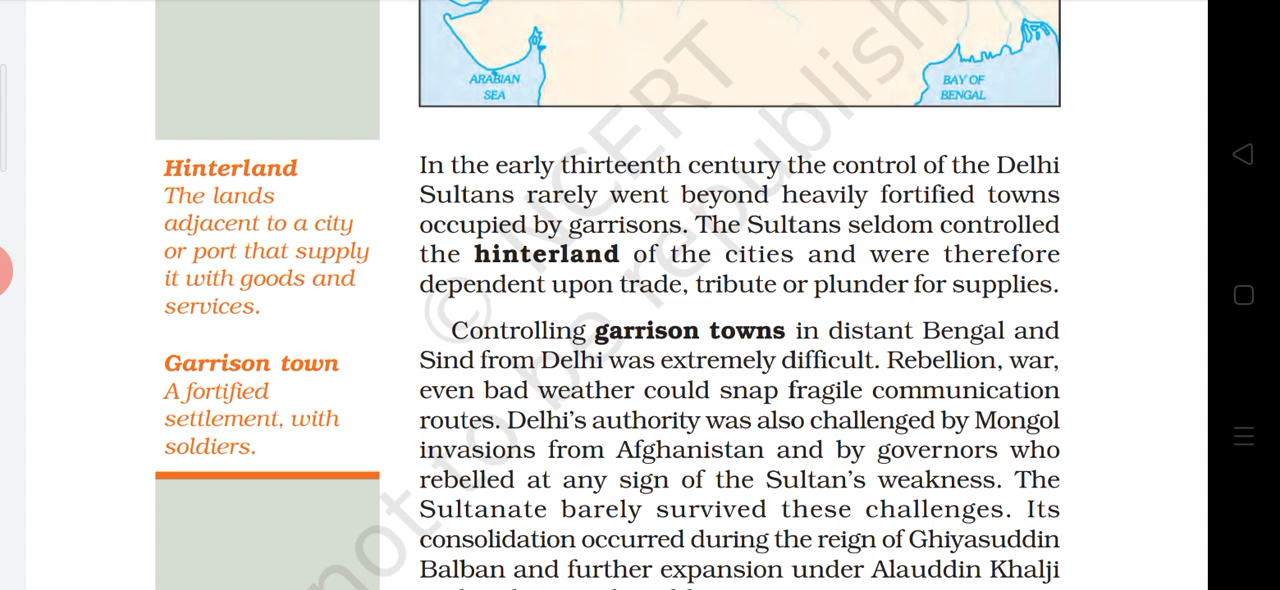 ARABIAN
SEA
BAY OF
BENGAL
Hinterland
The lands
adjacent to a city
or port that supply
it with goods and
services.
Garrison town
A fortified
settlement, with
soldiers.
In the early thirteenth century the control of the Delhi
Sultans rarely went beyond heavily fortified towns
occupied by garrisons. The Sultans seldom controlled
the hinterland of the cities and were therefore
dependent upon trade, tribute or plunder for supplies.
Controlling garrison towns in distant Bengal and
Sind from Delhi was extremely difficult. Rebellion, war,
even bad weather could snap fragile communication
routes. Delhi's authority was also challenged by Mongol
invasions from Afghanistan and by governors who
rebelled at any sign of the Sultan's weakness. The
Sultanate barely survived these challenges. Its
consolidation occurred during the reign of Ghiyasuddin
Balban and further expansion under Alauddin Khalji
© NCERT
not to be republishe